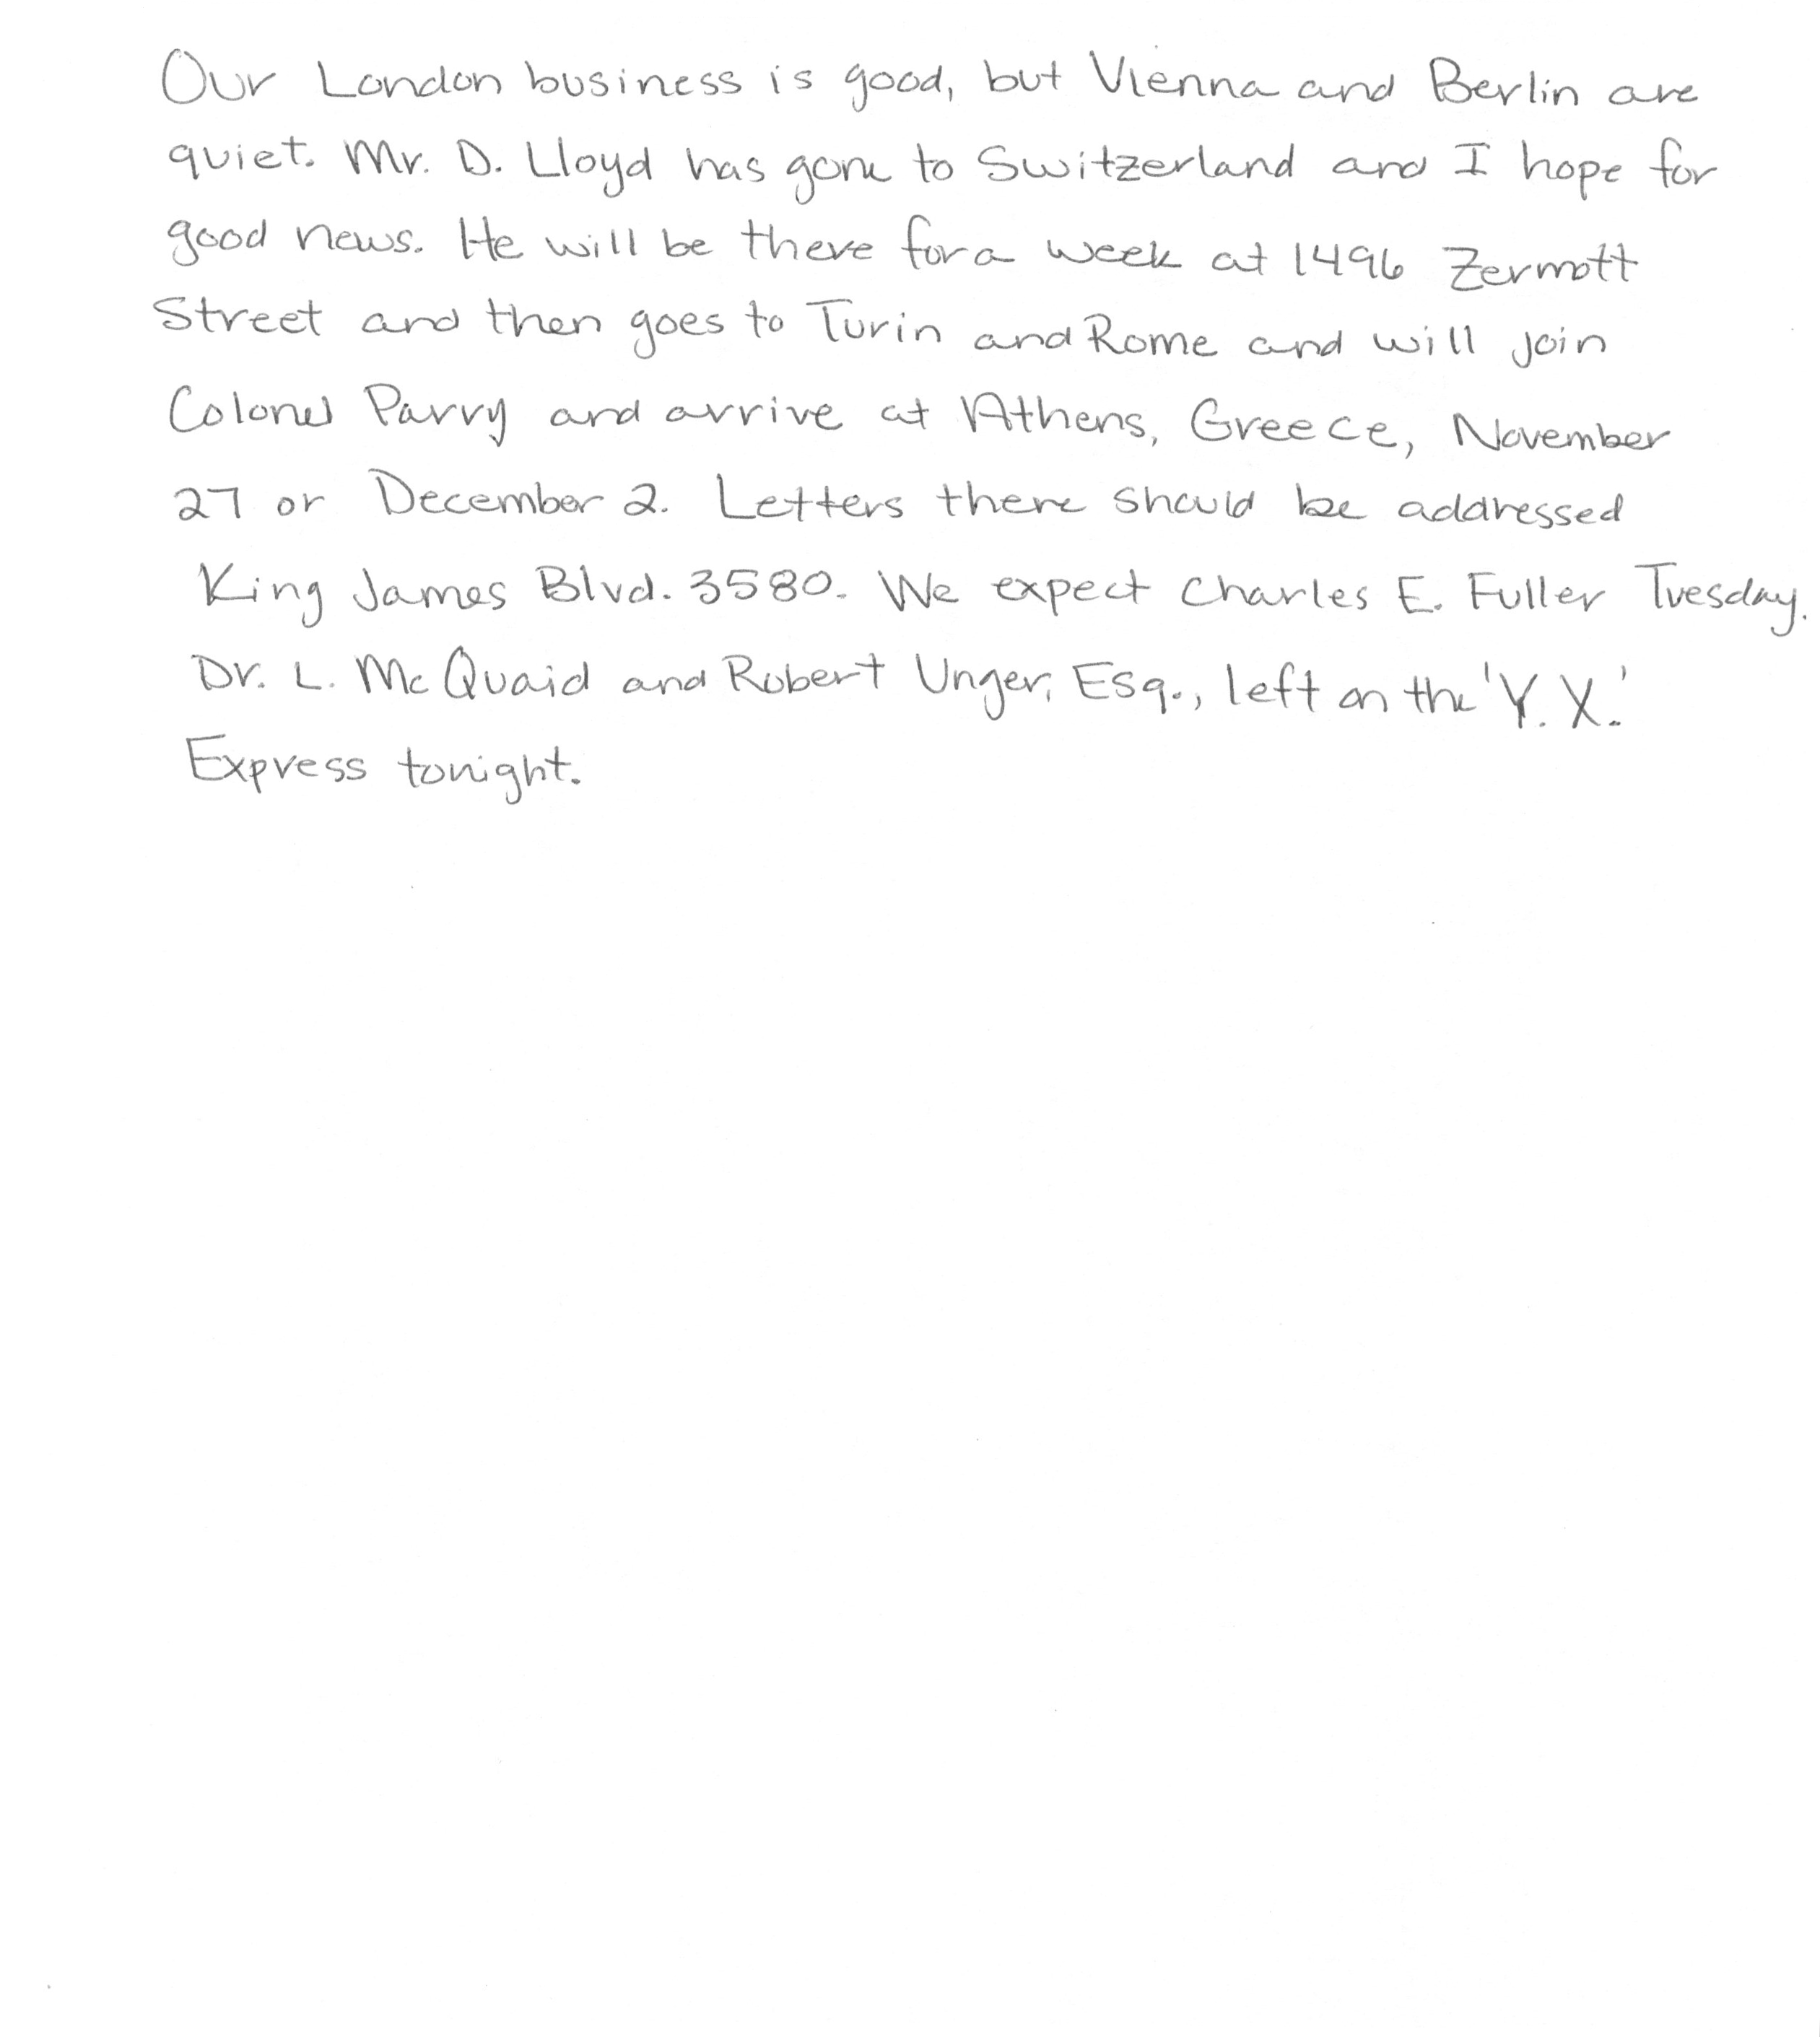 Our London business is good, but Vienna and Berlin are
quiet. Mr. D. Lloyd has gone to Switzerland and I hope for
good news. He will be there for a week at 1496 Zermott
Street and then goes to Turin and Rome and will join
Colonel Parry and arrive at Athens, Greece, November
27 or December 2. Letters there should be addressed
King James Blvd. 3580. We expect Charles E. Fuller Tuesday.
Dr. L. McQuaid and Robert Unger, Esq., left on the 'Y.X.'
Express tonight.